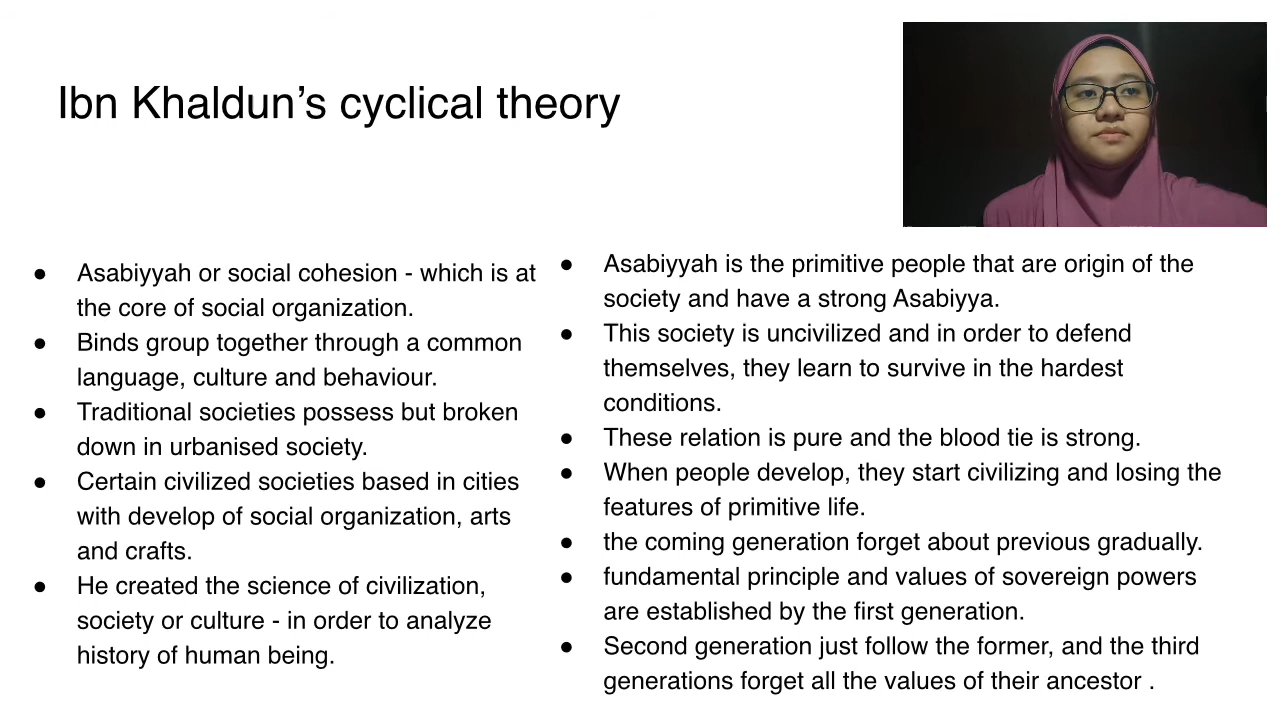 Ibn Khaldun’s cyclical theory
● Asabiyyah or social cohesion - which is at
the core of social organization.
● Binds group together through a common
language, culture and behaviour.
● Traditional societies possess but broken
down in urbanised society.
● Certain civilized societies based in cities
with develop of social organization, arts
and crafts.
● He created the science of civilization,
society or culture - in order to analyze
history of human being.
● Asabiyyah is the primitive people that are origin of the
society and have a strong Asabiyya.
● This society is uncivilized and in order to defend
themselves, they learn to survive in the hardest
conditions.
● These relation is pure and the blood tie is strong.
● When people develop, they start civilizing and losing the
features of primitive life.
● the coming generation forget about previous gradually.
● fundamental principle and values of sovereign powers
are established by the first generation.
● Second generation just follow the former, and the third
generations forget all the values of their ancestor .